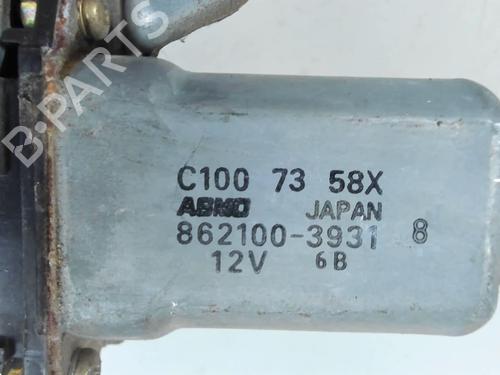 B-PARTS
C100 73 58X
ASMO JAPAN
862100-3931 8
12V 6B